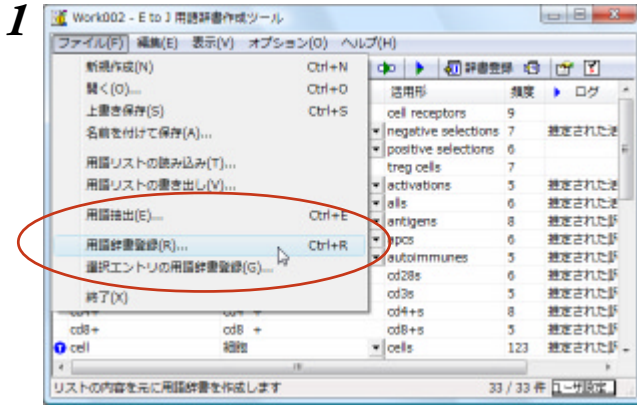 1
Work002 - E to J 用語辞書作成ツール
ファイル(F) 編集(E) 表示(V) オプション(O) ヘルプ(H)
新規作成(N) Ctrl+N
開く(O)... Ctrl+O
上書き保存(S) Ctrl+S
名前を付けて保存(A)...
用語リストの読み込み(T)...
用語リストの書き出し(V)...
用語抽出(E)... Ctrl+E
用語辞書登録(R)... Ctrl+R
選択エントリの用語辞書登録(G)...
終了(X)
辞書登録
活用形 頻度 ログ
cell receptors 9
negative selections 7 推定された活
positive selections 6
treg cells 7
activations 5 推定された活
alls 6 推定された
antigens 8 推定された訳
apcs 6 推定された訳
autoimmunes 5 推定された訳
cd28s 6 推定された訳
cd3s 5 推定された訳
cd4+s 8 推定された訳
cd8+ cd8 + cd8+s 5 推定された訳
cell 細胞 cells 123 推定された訳
リストの内容を元に用語辞書を作成します 33 / 33 件 ユーザ設定